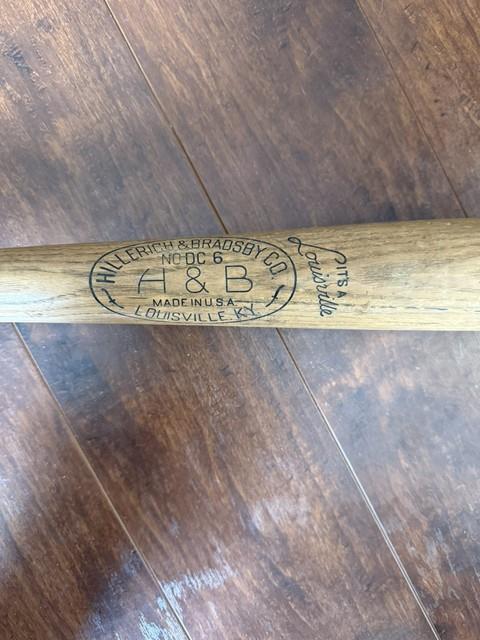 HILLERICH & BRADSBY CO.
NO DC 6
H & B
MADE IN U.S.A.
LOUISVILLE, KY.
IT'S A
Louisville